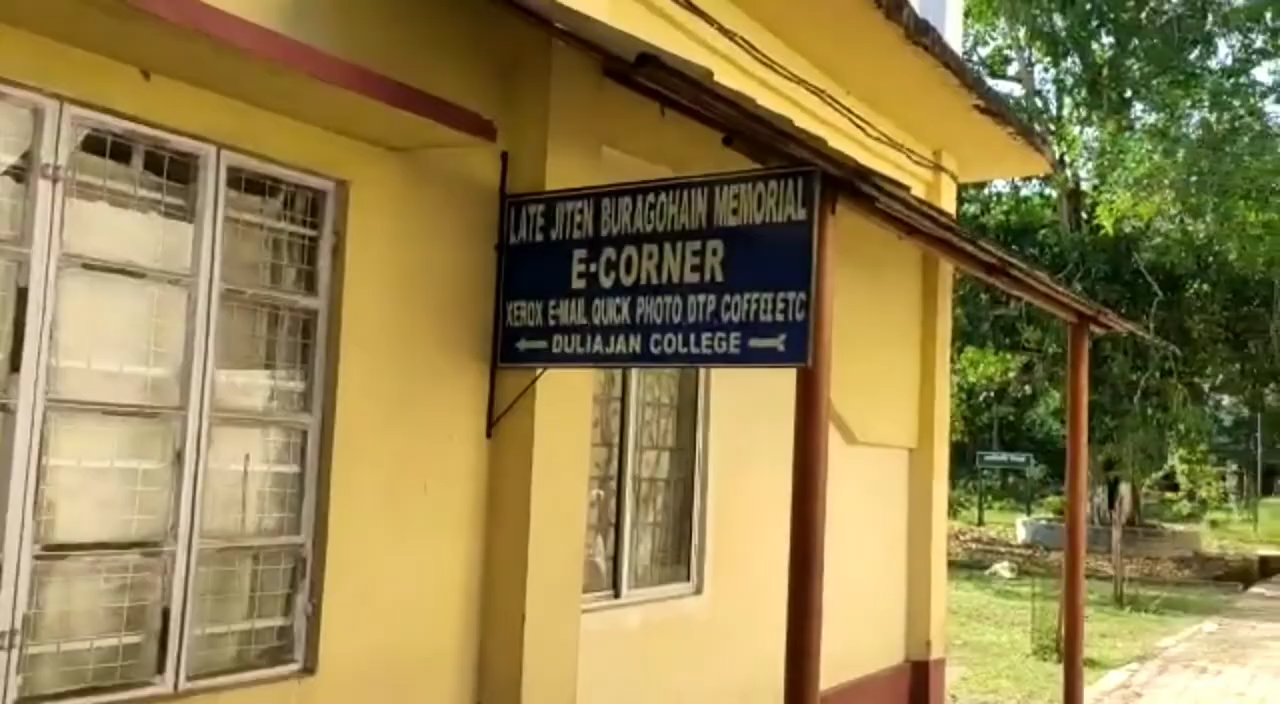 LATE JITEN BURAGOHAIN MEMORIAL
E-CORNER
XEROX E-MAIL QUICK PHOTO DTP COFFEE ETC
DULIAJAN COLLEGE